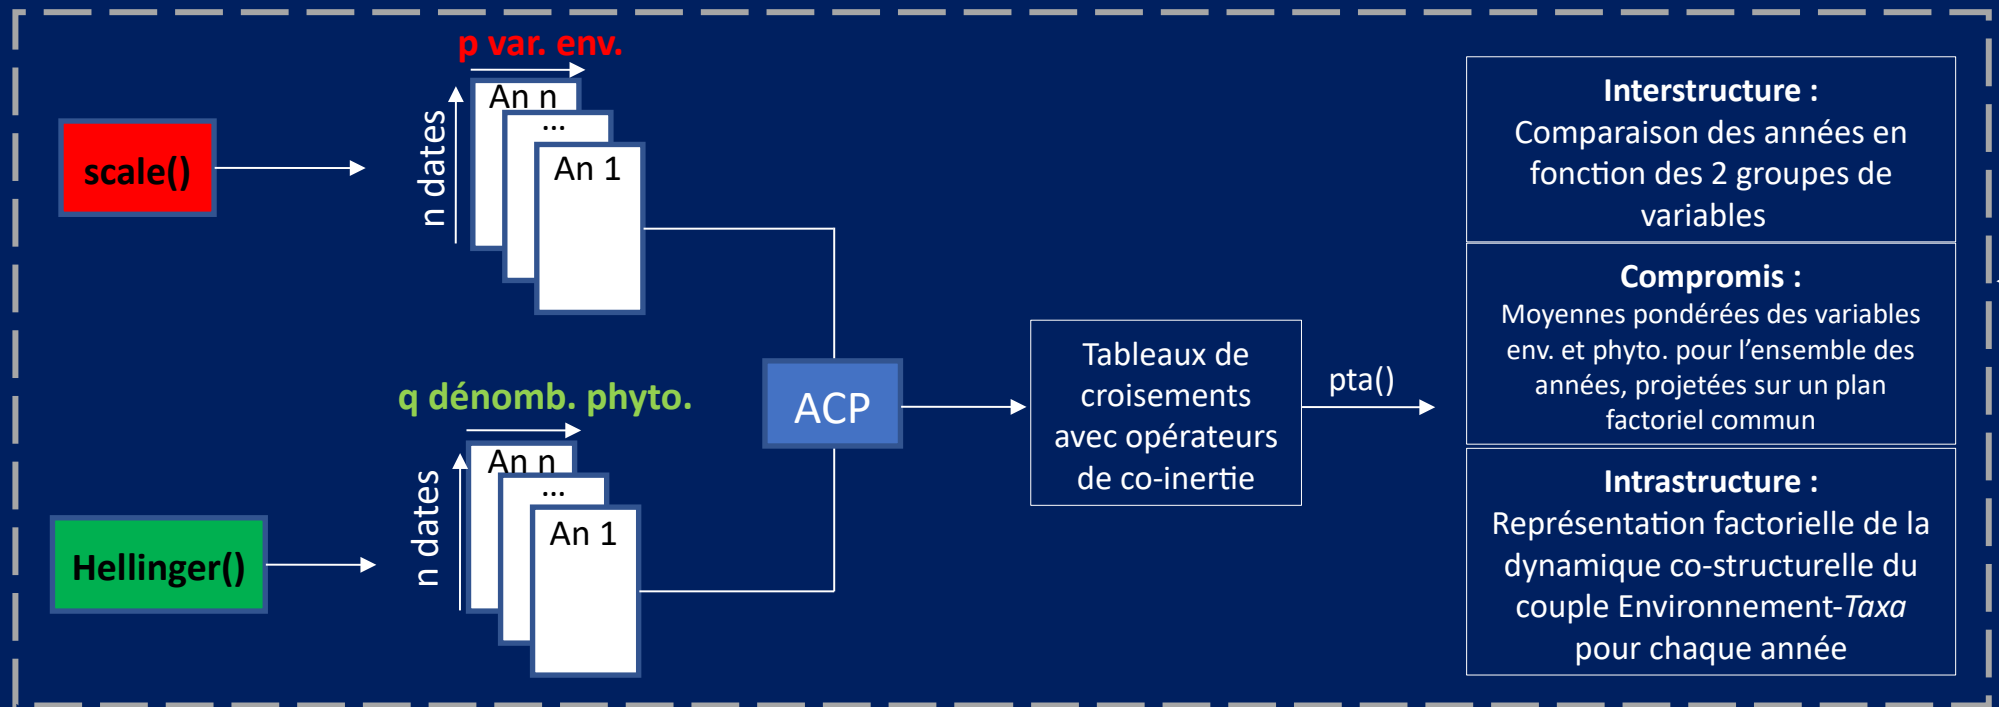 p var. env.
scale()
n dates
An n
...
An 1
q dénomb. phyto.
Hellinger()
n dates
An n
...
An 1
ACP
Tableaux de
croisements
avec opérateurs
de co-inertie
pta()
Interstructure :
Comparaison des années en
fonction des 2 groupes de
variables
Compromis :
Moyennes pondérées des variables
env. et phyto. pour l’ensemble des
années, projetées sur un plan
factoriel commun
Intrastructure :
Représentation factorielle de la
dynamique co-structurelle du
couple Environnement-Taxa
pour chaque année